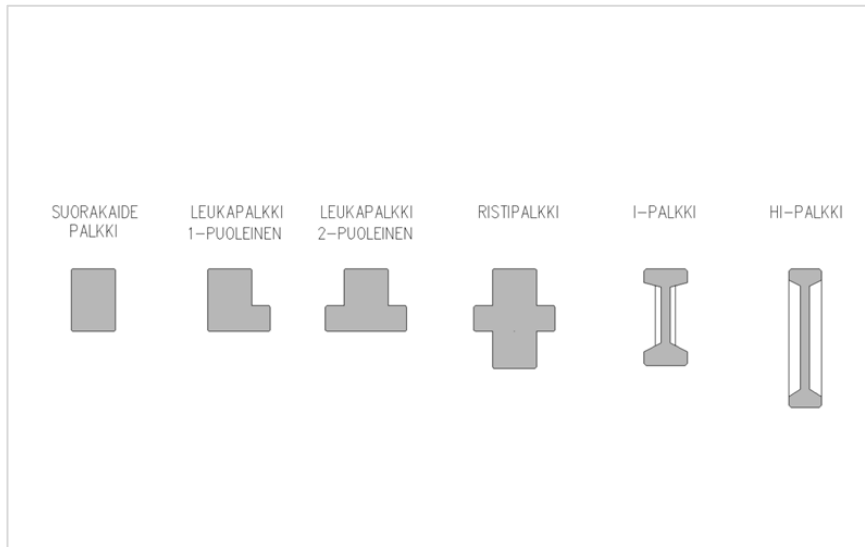 SUORAKAIDE
PALKKI
LEUKAPALKKI
1-PUOLEINEN
LEUKAPALKKI
2-PUOLEINEN
RISTIPALKKI
I-PALKKI
HI-PALKKI